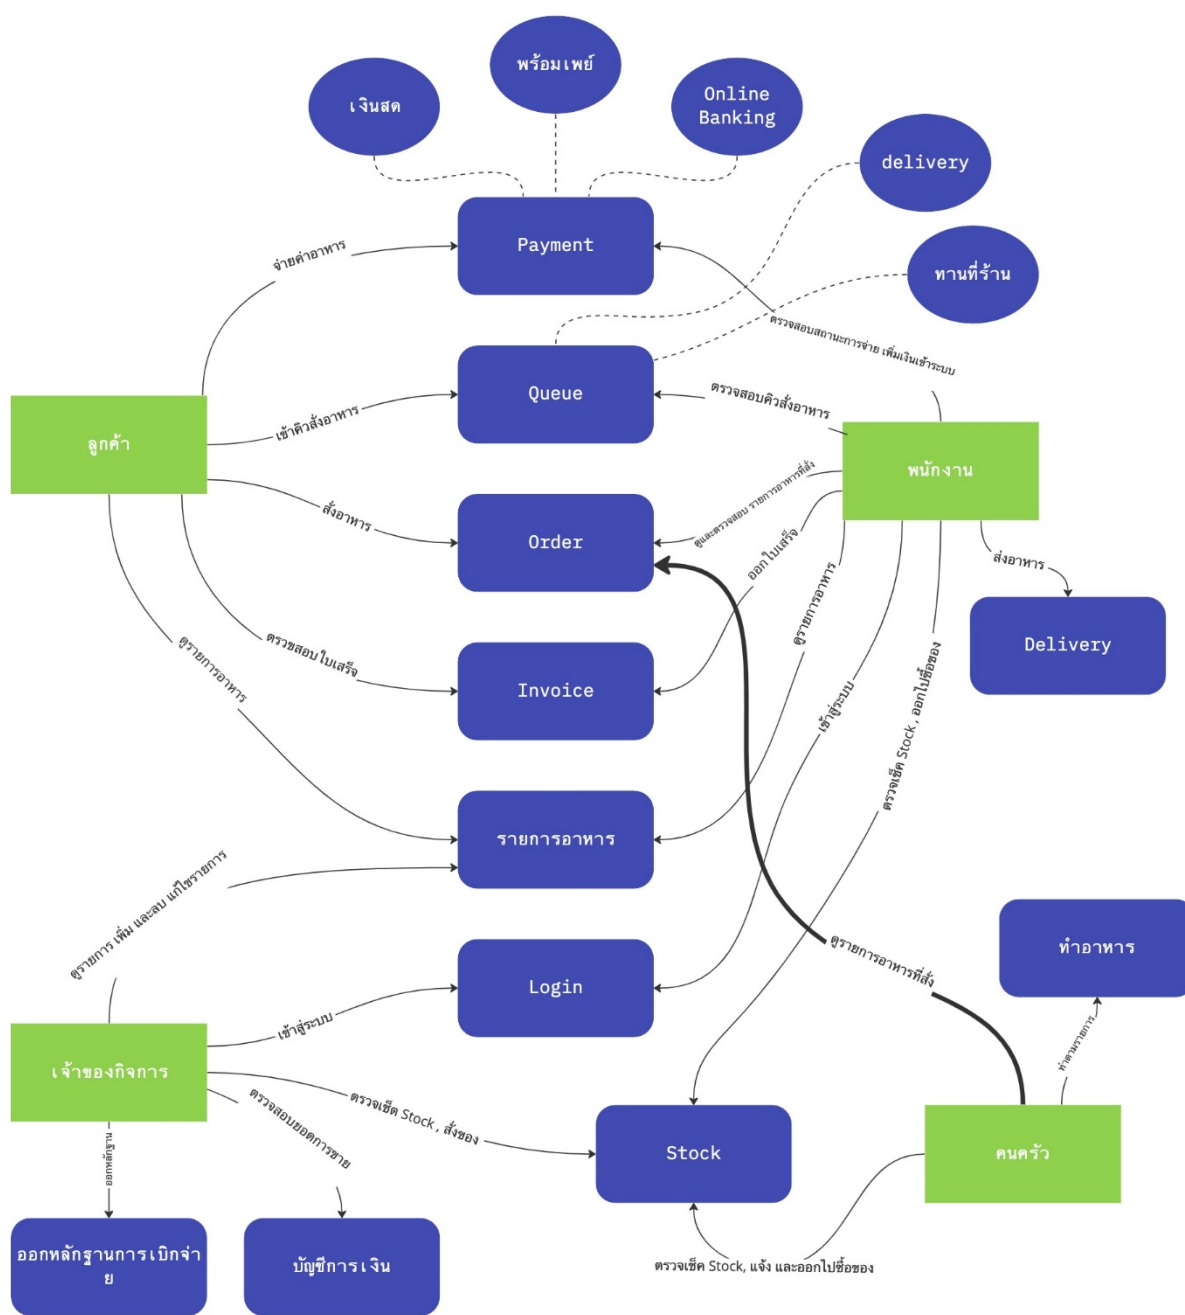 พร้อมเพย์
เงินสด
Online
Banking
delivery
Payment
จ่ายค่าอาหาร
ทานที่ร้าน
ตรวจสอบสถานะการจ่าย เพิ่มเงินเข้าระบบ
Queue
ตรวจสอบคิวสั่งอาหาร
เข้าคิวสั่งอาหาร
ลูกค้า
พนักงาน
สั่งอาหาร
Order
ดูและตรวจสอบ รายการอาหารที่สั่ง
ออกใบเสร็จ
ส่งอาหาร
ดูรายการอาหาร
Delivery
ดูรายการอาหาร
ตรวขสอบใบเสร็จ
Invoice
เข้าสู่ระบบ
ตรวจเช็ค Stock , ออกไปซื้อของ
รายการอาหาร
ดูรายการ เพิ่ม และลบ แก้ไขรายการ
ดูรายการอาหารที่สั่ง
ทำอาหาร
Login
เข้าสู่ระบบ
ทำตามรายการ
เจ้าของกิจการ
ตรวจเช็ต Stock , สั่งของ
ตรวจสอบยอดการขาย
ออกหลักฐาน
Stock
คนครัว
ออกหลักฐานการเบิกจ่า
ย
บัญชีการเงิน
ตรวจเช็ค Stock, แจ้ง และออกไปซื้อของ